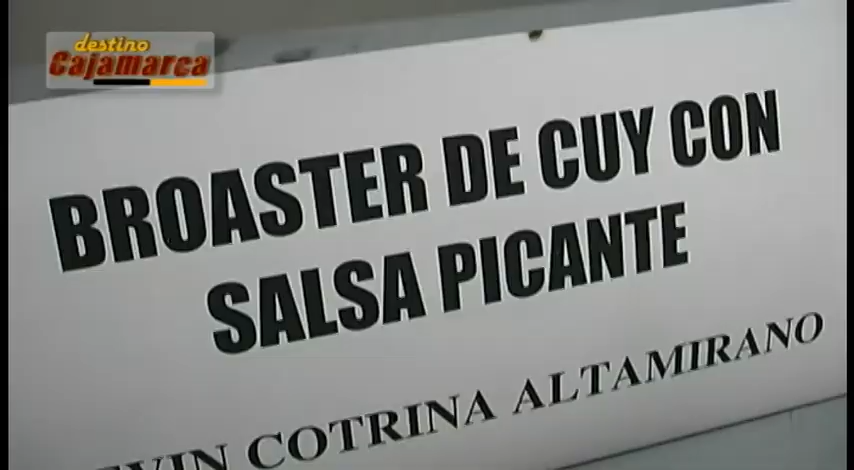 destino
Cajamarca
BROASTER DE CUY CON
SALSA PICANTE
COTRINA ALTAMIRANO